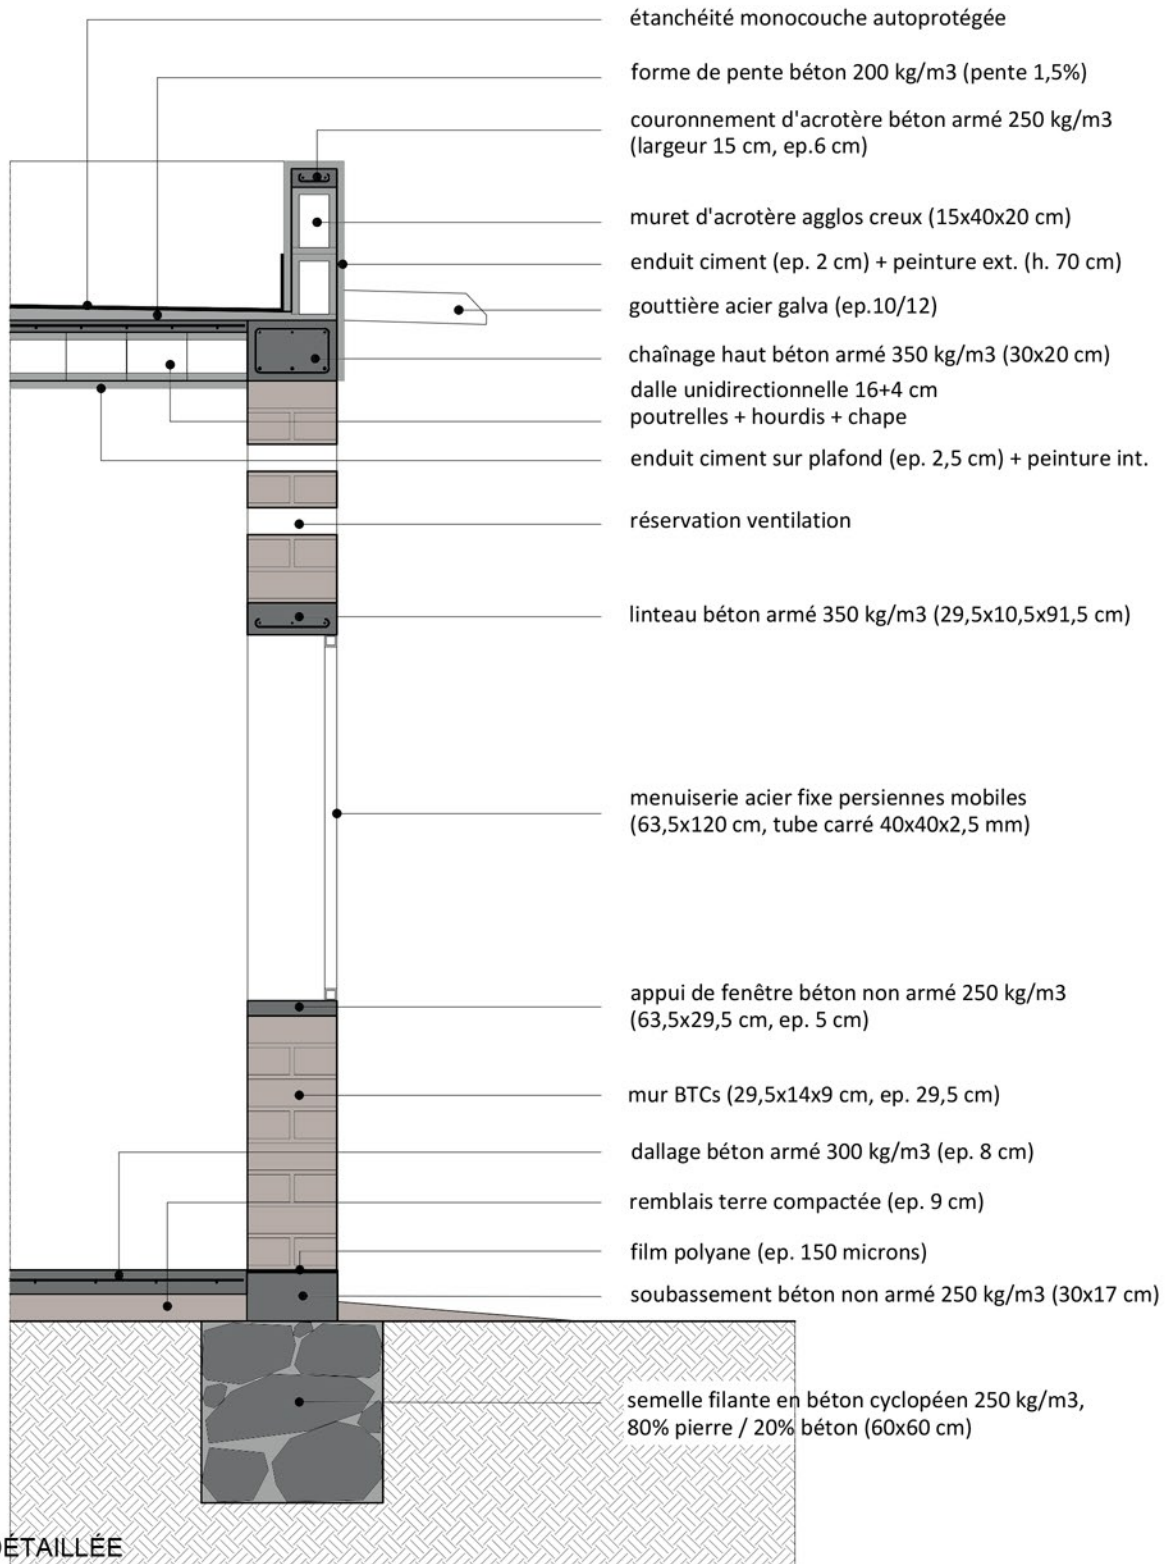 étanchéité monocouche autoprotégée
forme de pente béton 200 kg/m3 (pente 1,5%)
couronnement d'acrotère béton armé 250 kg/m3
(largeur 15 cm, ep.6 cm)
muret d'acrotère agglos creux (15x40x20 cm)
enduit ciment (ep. 2 cm) + peinture ext. (h. 70 cm)
gouttière acier galva (ep.10/12)
chaînage haut béton armé 350 kg/m3 (30x20 cm)
dalle unidirectionnelle 16+4 cm
poutrelles + hourdis + chape
enduit ciment sur plafond (ep. 2,5 cm) + peinture int.
réservation ventilation
linteau béton armé 350 kg/m3 (29,5x10,5x91,5 cm)
menuiserie acier fixe persiennes mobiles
(63,5x120 cm, tube carré 40x40x2,5 mm)
appui de fenêtre béton non armé 250 kg/m3
(63,5x29,5 cm, ep. 5 cm)
mur BTCs (29,5x14x9 cm, ep. 29,5 cm)
dallage béton armé 300 kg/m3 (ep. 8 cm)
remblais terre compactée (ep. 9 cm)
film polyane (ep. 150 microns)
soubassement béton non armé 250 kg/m3 (30x17 cm)
semelle filante en béton cyclopéen 250 kg/m3,
80% pierre / 20% béton (60x60 cm)
DÉTAILLÉE